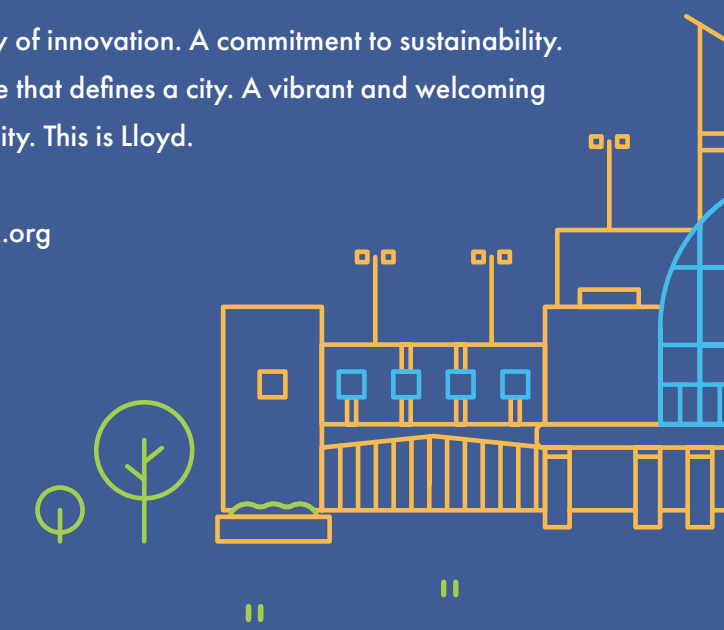 of innovation. A commitment to sustainability.
that defines a city. A vibrant and welcoming
ity. This is Lloyd.
.org